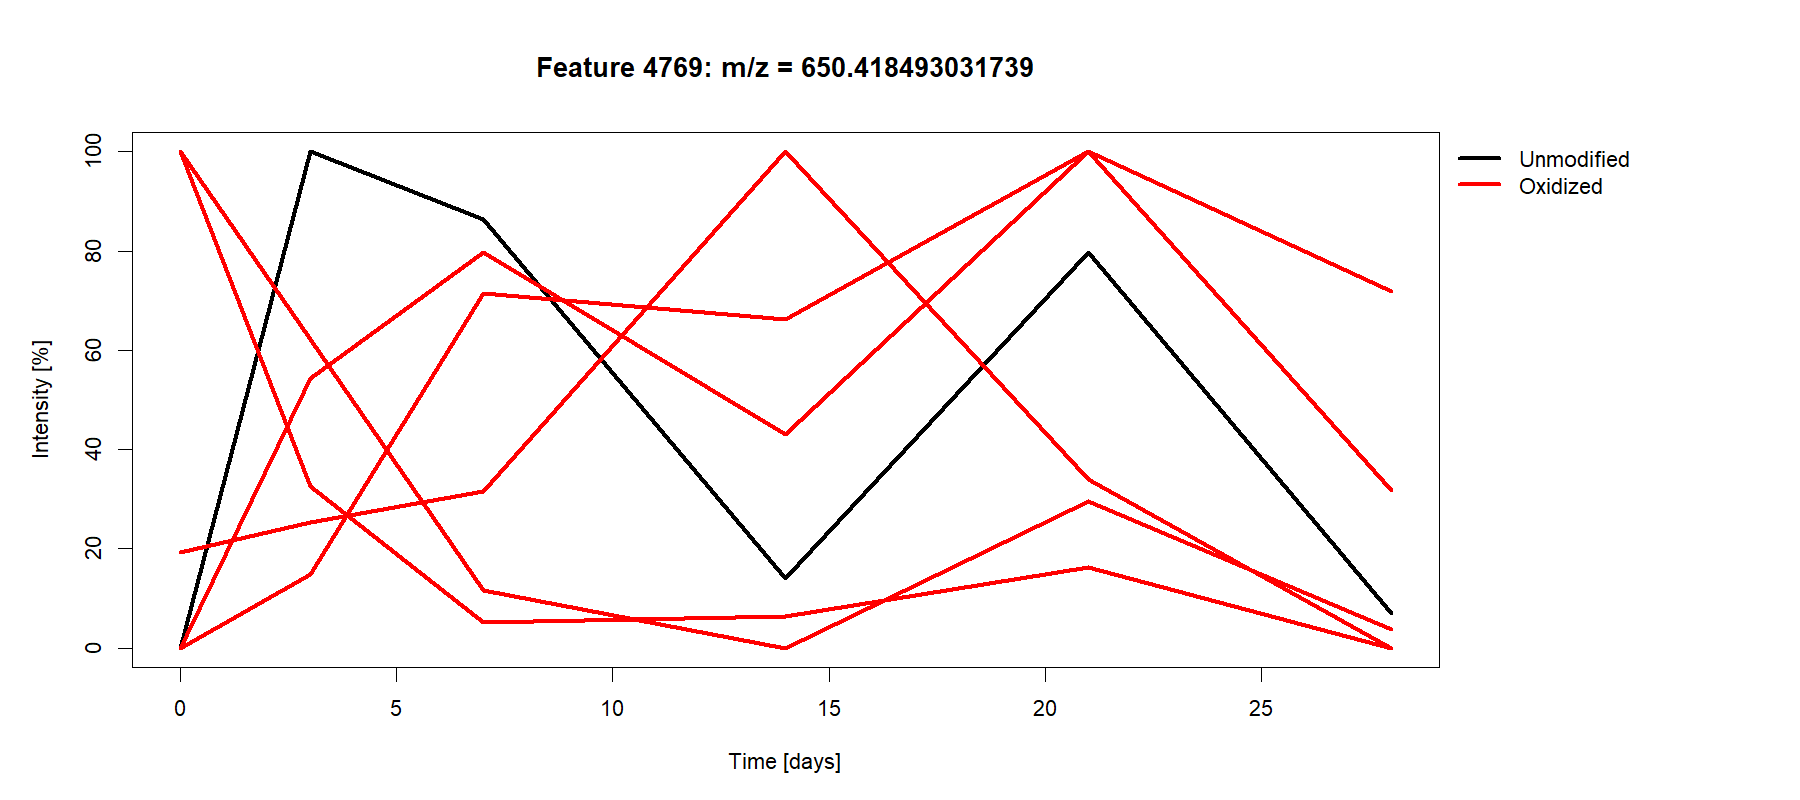 Feature 4769: m/z = 650.418493031739
Unmodified
Oxidized
Intensity [%]
100
80
60
40
20
0
0 5 10 15 20 25
Time [days]